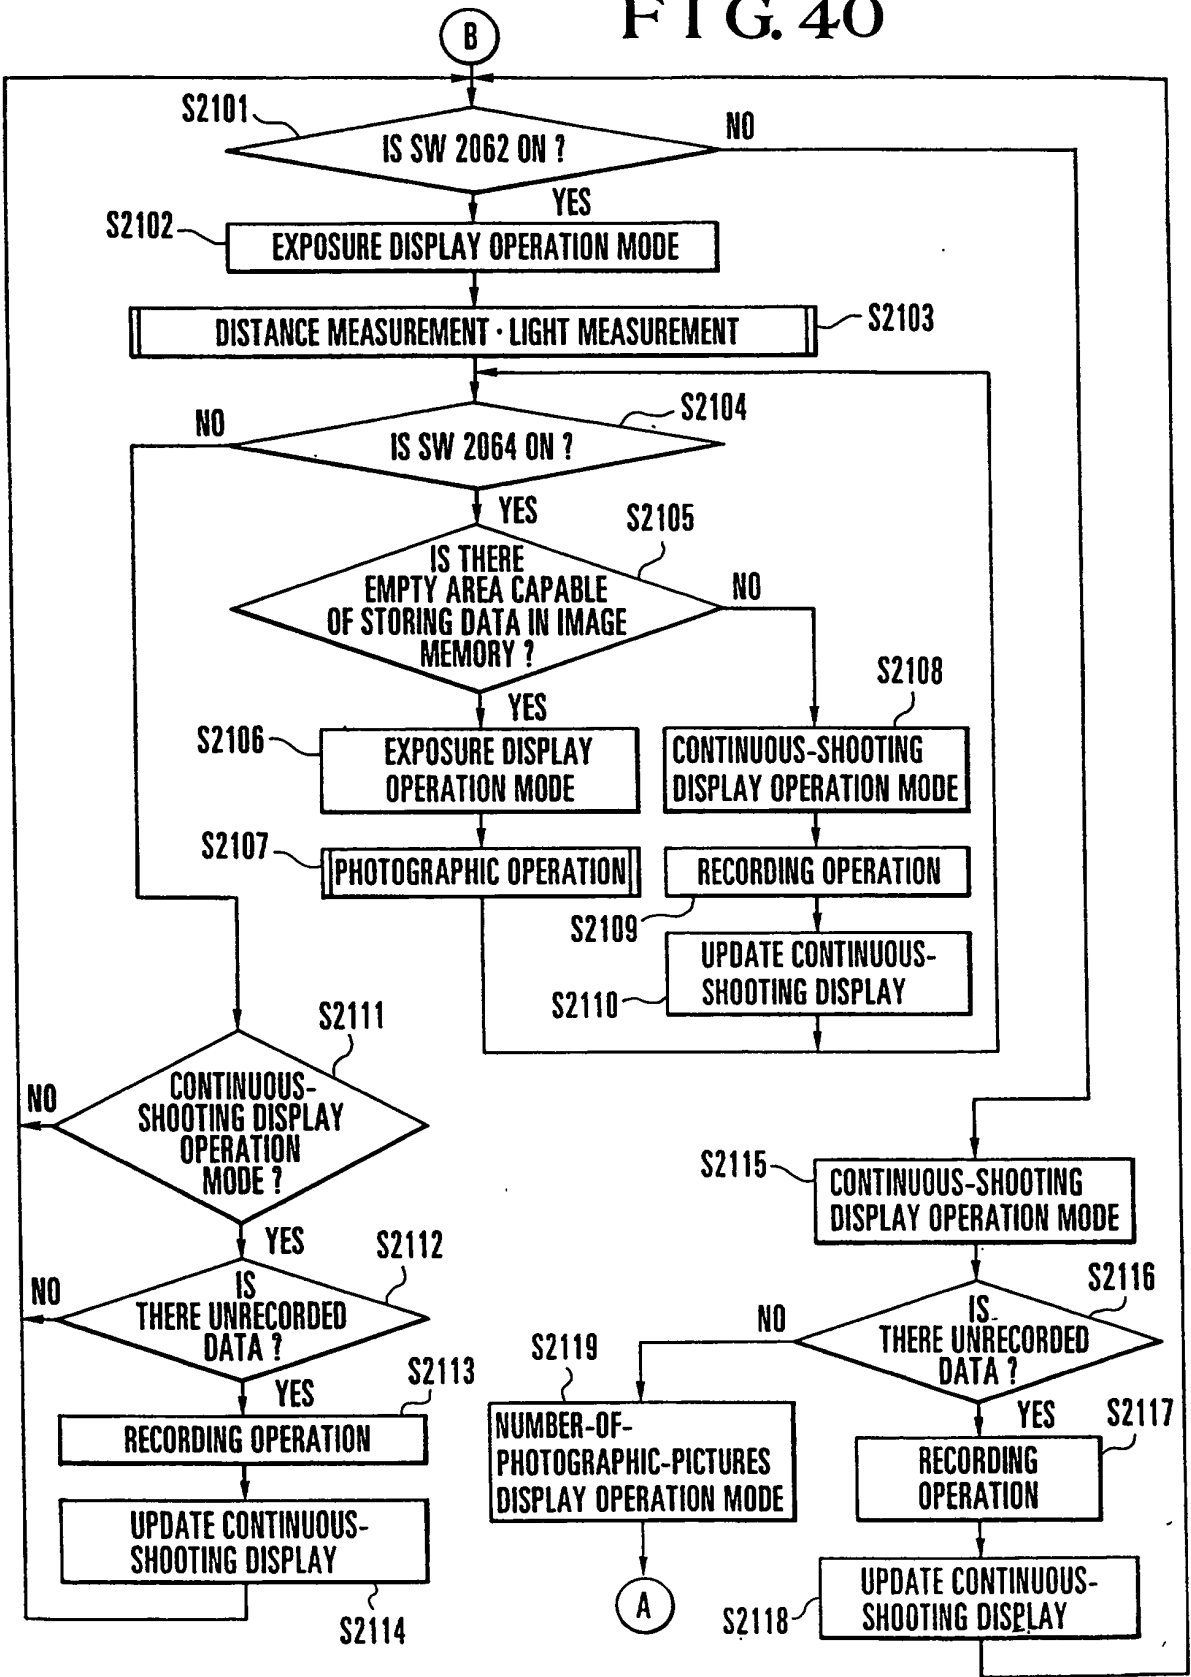 FIG. 40
B
S2101
IS SW 2062 ON ?
NO
YES
S2102
EXPOSURE DISPLAY OPERATION MODE
DISTANCE MEASUREMENT · LIGHT MEASUREMENT
S2103
NO
S2104
IS SW 2064 ON ?
YES
S2105
IS THERE
EMPTY AREA CAPABLE
OF STORING DATA IN IMAGE
MEMORY ?
NO
YES
S2108
S2106
EXPOSURE DISPLAY
OPERATION MODE
CONTINUOUS-SHOOTING
DISPLAY OPERATION MODE
S2107
PHOTOGRAPHIC OPERATION
RECORDING OPERATION
S2109
UPDATE CONTINUOUS-
SHOOTING DISPLAY
S2110
S2111
CONTINUOUS-
SHOOTING DISPLAY
OPERATION
MODE ?
NO
YES
S2112
IS
THERE UNRECORDED
DATA ?
NO
YES
S2113
RECORDING OPERATION
UPDATE CONTINUOUS-
SHOOTING DISPLAY
S2114
S2115
CONTINUOUS-SHOOTING
DISPLAY OPERATION MODE
S2116
IS
THERE UNRECORDED
DATA ?
NO
YES
S2119
NUMBER-OF-
PHOTOGRAPHIC-PICTURES
DISPLAY OPERATION MODE
A
S2117
RECORDING
OPERATION
UPDATE CONTINUOUS-
SHOOTING DISPLAY
S2118